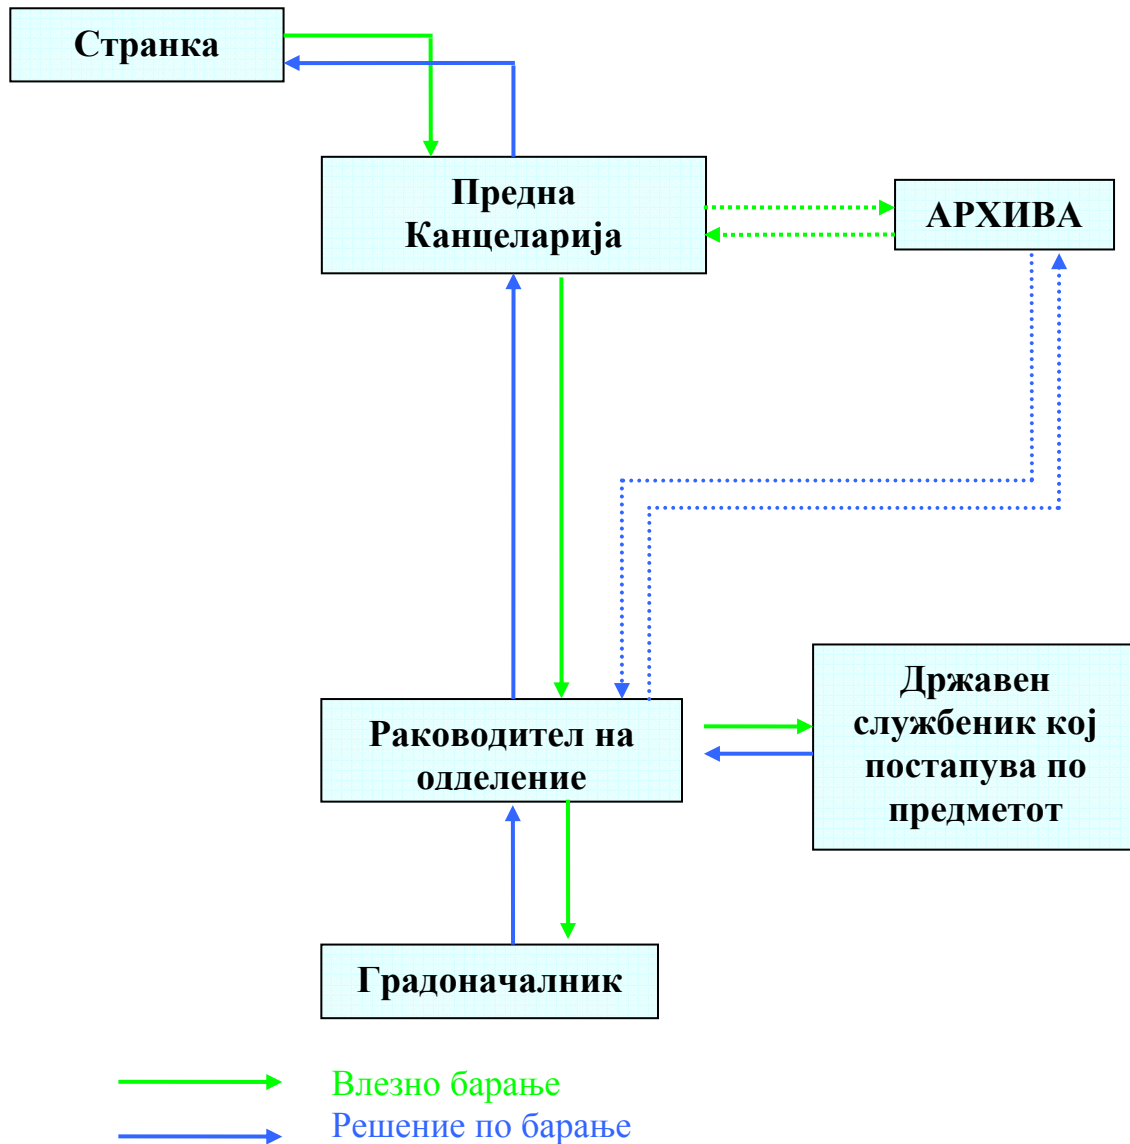 Странка
Предна
Канцеларија
АРХИВА
Раководител на
одделение
Државен
службеник кој
постапува по
предметот
Градоначалник
Влезно барање
Решение по барање